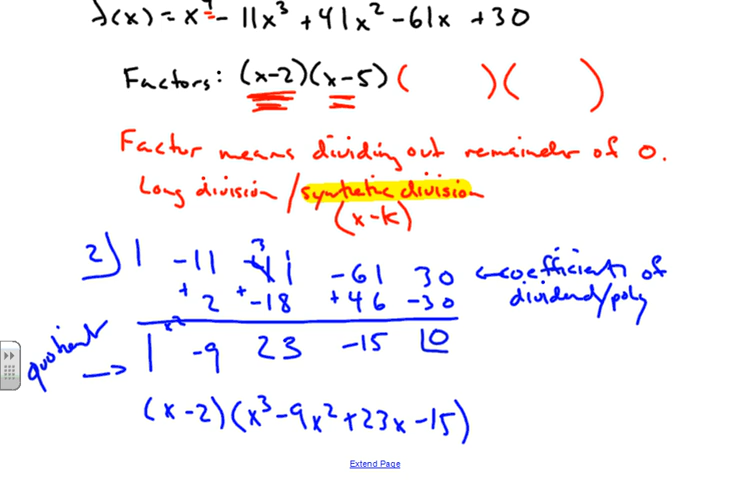 f(x) = x⁴ - 11x³ + 41x² - 61x + 30
Factors: (x-2)(x-5)( )( )
Factor means dividing out remainder of 0.
Long division / synthetic division
(x-k)
2) 1 -11 41 -61 30 ← coefficients of
+2 +-18 +46 -30 dividend/poly
quotient → 1 -9 23 -15 0
(x-2)(x³-9x²+23x-15)
Extend Page